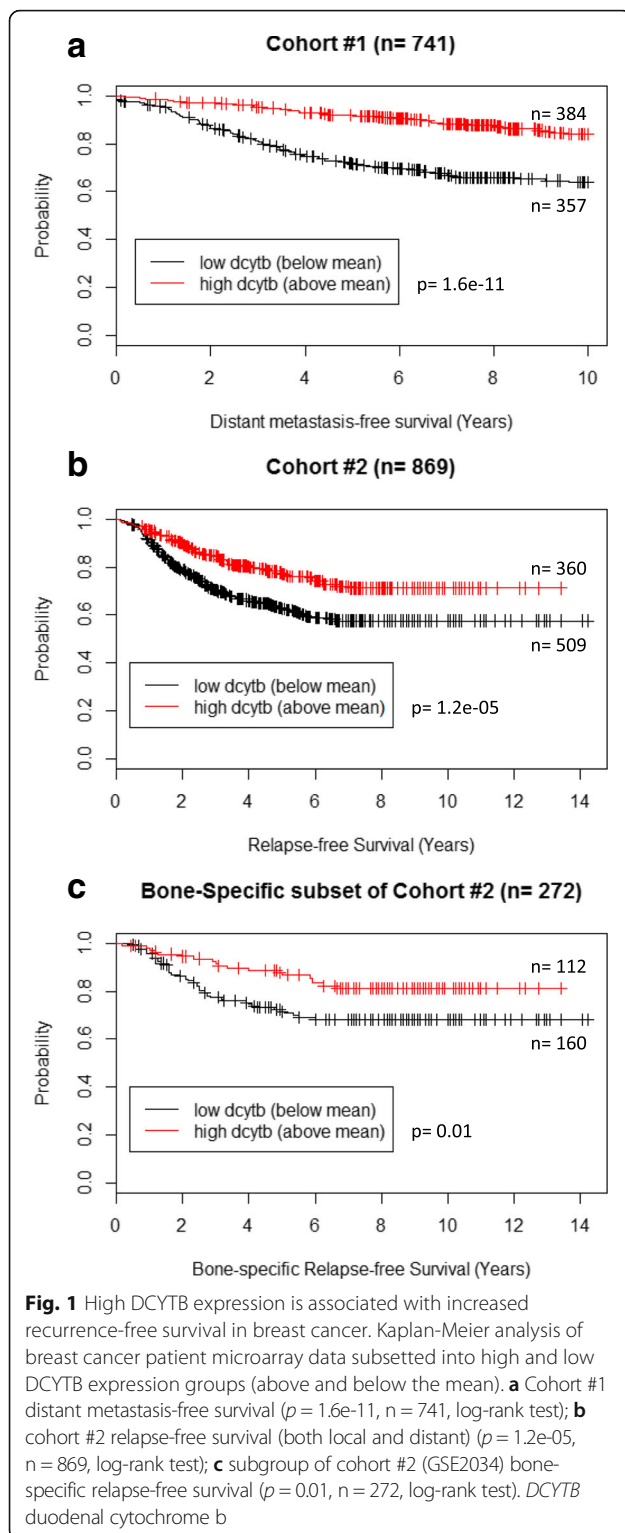 a
Cohort #1 (n= 741)
1.0
0.8
0.6
0.4
0.2
0.0
Probability
n= 384
n= 357
low dcytb (below mean)
high dcytb (above mean)
p= 1.6e-11
0 2 4 6 8 10
Distant metastasis-free survival (Years)
b
Cohort #2 (n= 869)
1.0
0.8
0.6
0.4
0.2
0.0
Probability
n= 360
n= 509
low dcytb (below mean)
high dcytb (above mean)
p= 1.2e-05
0 2 4 6 8 10 12 14
Relapse-free Survival (Years)
c
Bone-Specific subset of Cohort #2 (n= 272)
1.0
0.8
0.6
0.4
0.2
0.0
Probability
n= 112
n= 160
low dcytb (below mean)
high dcytb (above mean)
p= 0.01
0 2 4 6 8 10 12 14
Bone-specific Relapse-free Survival (Years)
Fig. 1 High DCYTB expression is associated with increased
recurrence-free survival in breast cancer. Kaplan-Meier analysis of
breast cancer patient microarray data subsetted into high and low
DCYTB expression groups (above and below the mean). a Cohort #1
distant metastasis-free survival (p = 1.6e-11, n = 741, log-rank test); b
cohort #2 relapse-free survival (both local and distant) (p = 1.2e-05,
n = 869, log-rank test); c subgroup of cohort #2 (GSE2034) bone-
specific relapse-free survival (p = 0.01, n = 272, log-rank test). DCYTB
duodenal cytochrome b